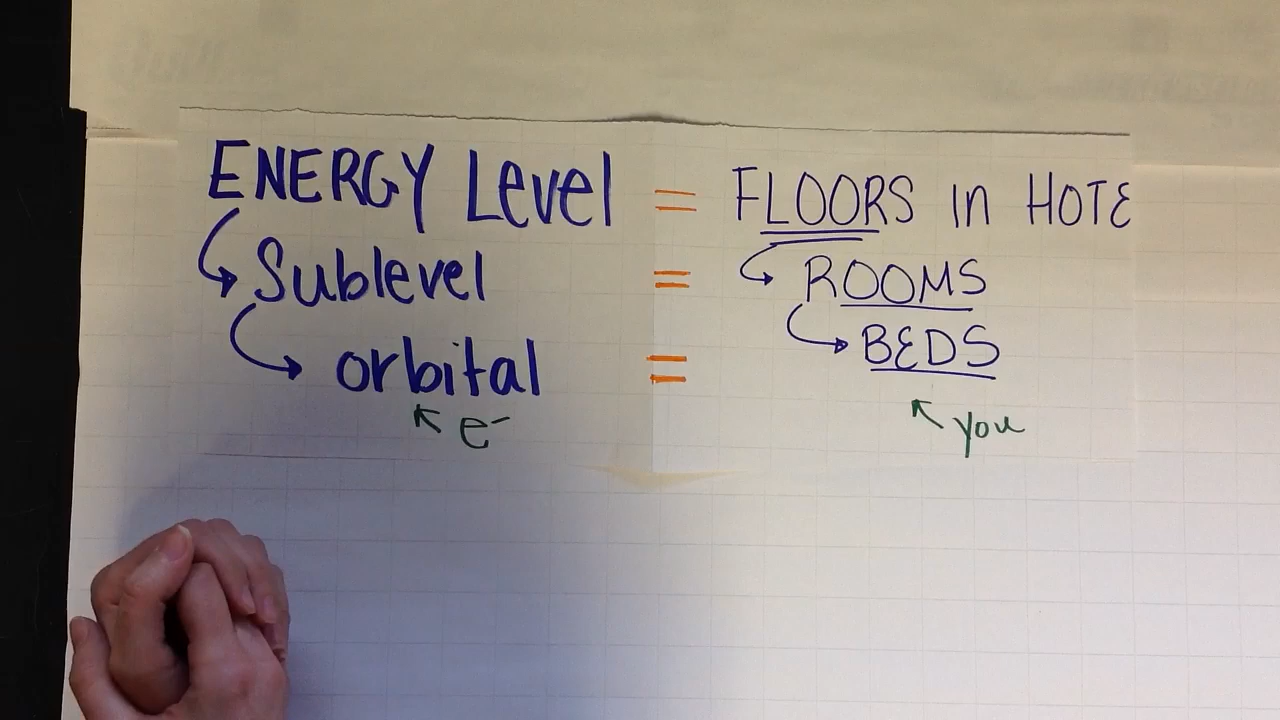 ENERGY Level = FLOORS in HOTE
Sublevel = ROOMS
orbital = BEDS
e⁻ you